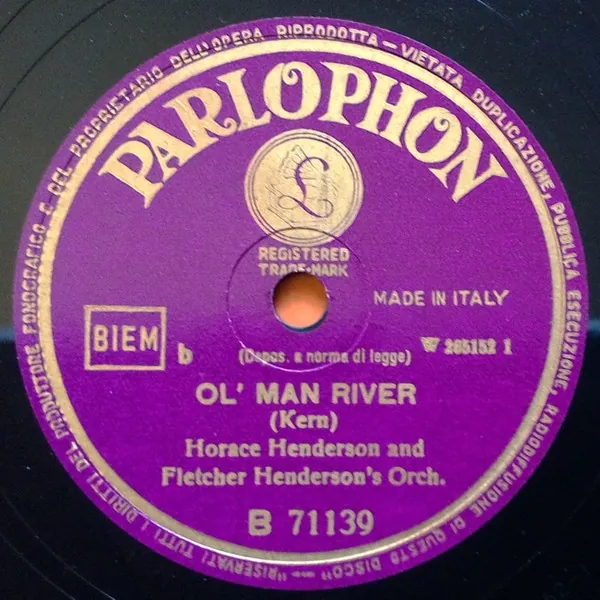 "RISERVATI TUTTI I DIRITTI DEL PRODUTTORE FONOGRAFICO E DEL PROPRIETARIO DELL'OPERA RIPRODOTTA - VIETATA DUPLICAZIONE, PUBBLICA ESECUZIONE, RADIODIFFUSIONE DI QUESTO DISCO" -
PARLOPHON
£
REGISTERED
TRADE-MARK
MADE IN ITALY
BIEM b
(Depos. a norma di legge) W 265152 1
OL' MAN RIVER
(Kern)
Horace Henderson and
Fletcher Henderson's Orch.
B 71139